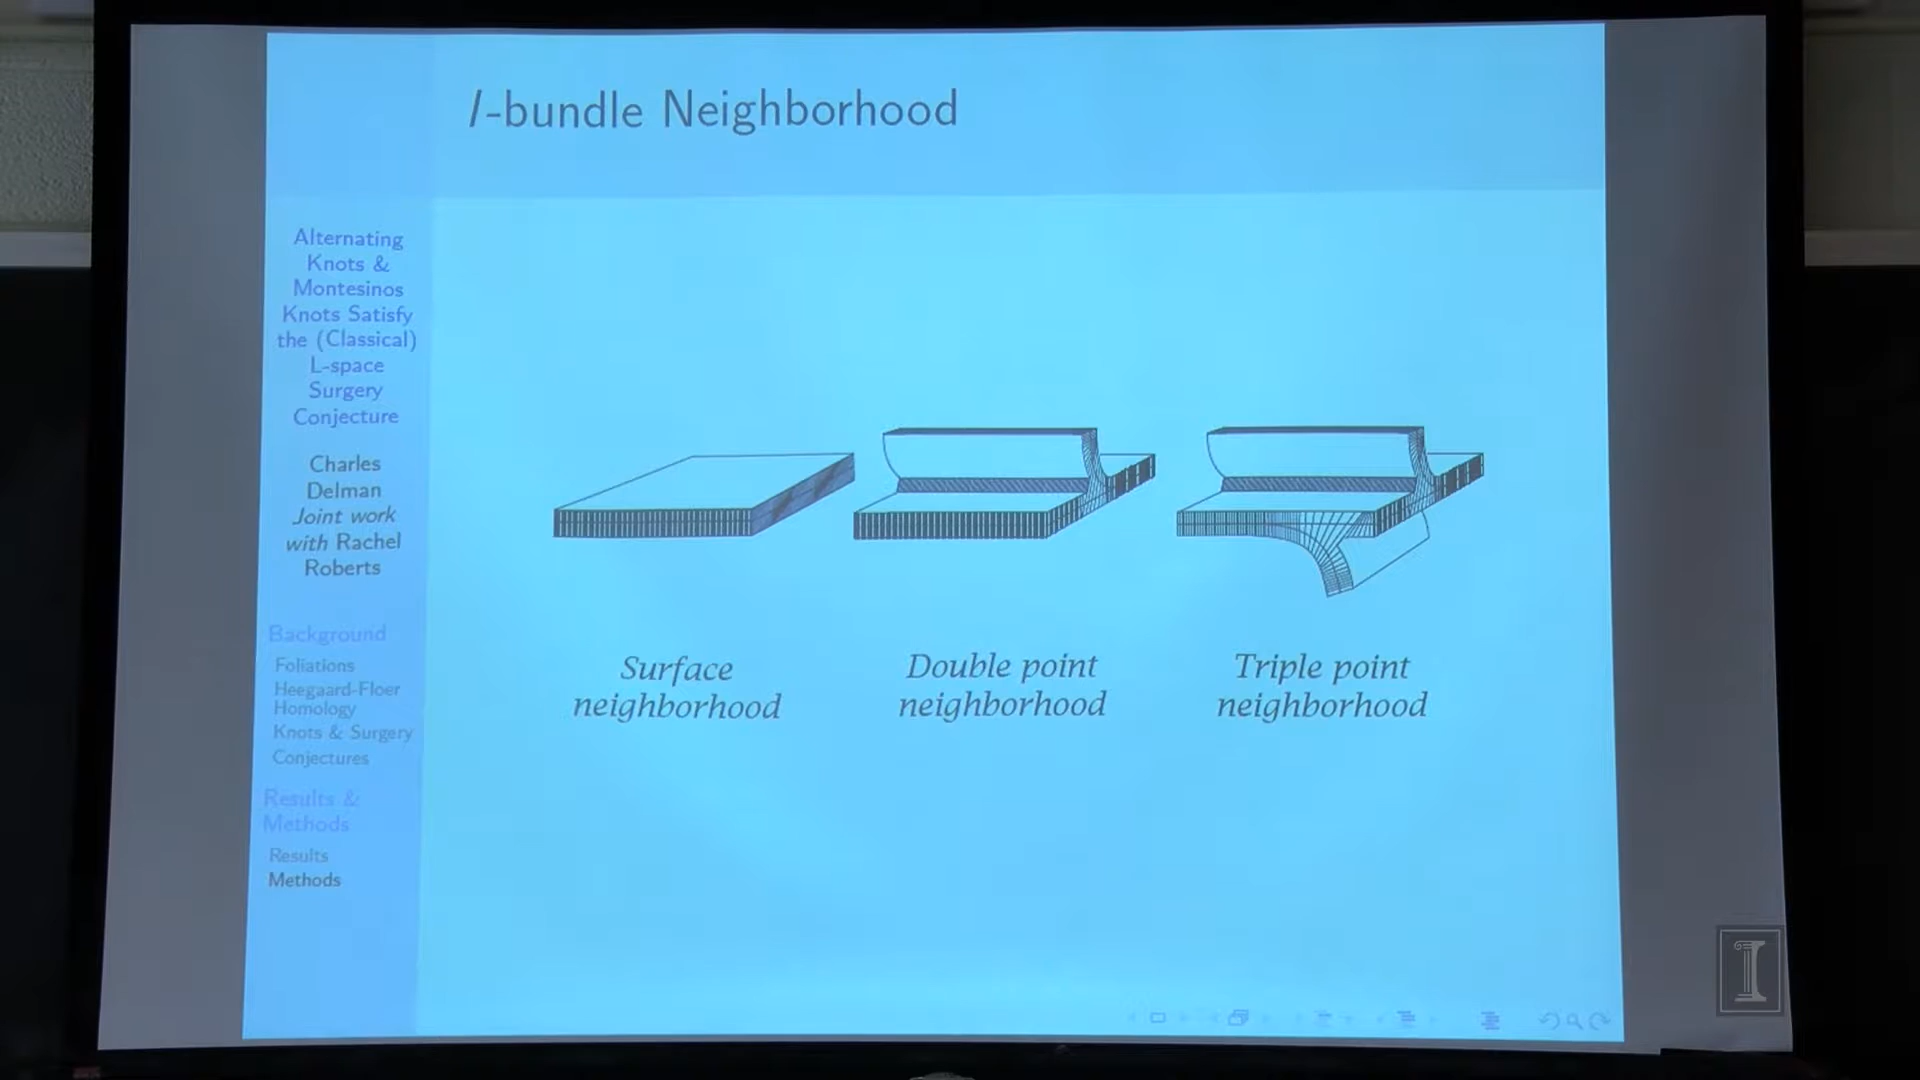 I-bundle Neighborhood
Alternating
Knots &
Montesinos
Knots Satisfy
the (Classical)
L-space
Surgery
Conjecture
Charles
Delman
Joint work
with Rachel
Roberts
Background
Foliations
Heegaard-Floer
Homology
Knots & Surgery
Conjectures
Results &
Methods
Results
Methods
Surface
neighborhood
Double point
neighborhood
Triple point
neighborhood
I